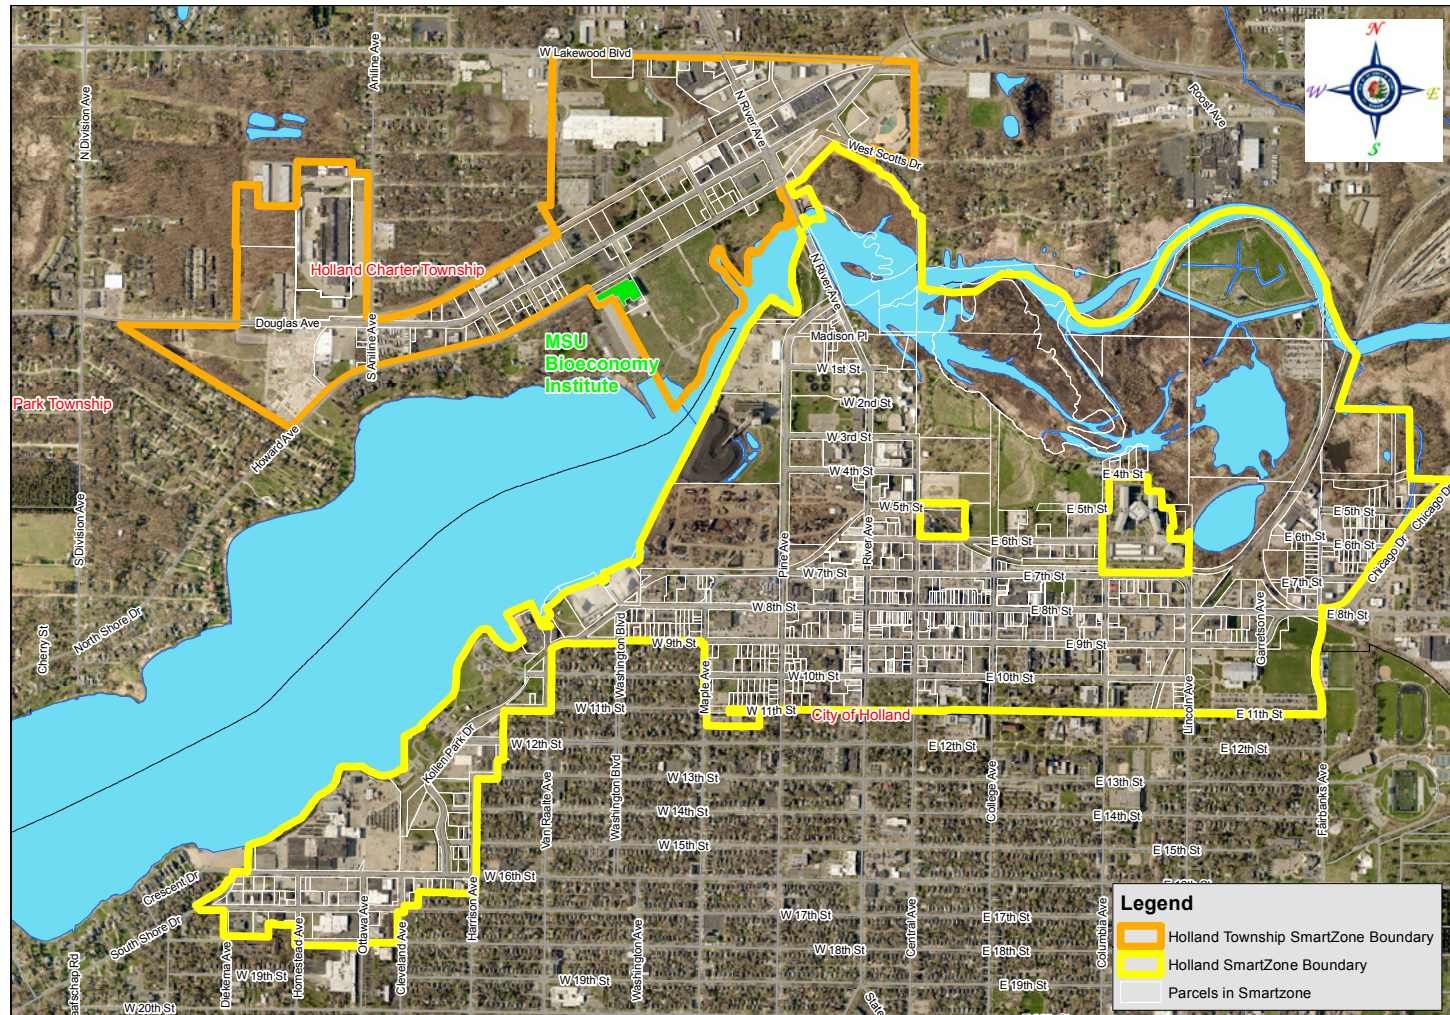 N
W
E
S
W Lakewood Blvd
Aniline Ave
N Division Ave
N River Ave
Roost Ave
West Scotts Dr
Holland Charter Township
N River Ave
Douglas Ave
S Aniline Ave
MSU
Bioeconomy
Institute
Madison Pl
W 1st St
Park Township
W 2nd St
Howard Ave
W 3rd St
W 4th St
E 4th St
S Division Ave
W 5th St
E 5th St
E 5th St
Chicago Dr
Pine Ave
River Ave
E 6th St
E 6th St
E 6th St
Chicago Dr
W 7th St
E 7th St
E 7th St
W 8th St
E 8th St
E 8th St
North Shore Dr
Cherry St
Washington Blvd
W 9th St
E 9th St
Garretson Ave
Maple Ave
W 10th St
E 10th St
Lincoln Ave
W 11th St
W 11th St
City of Holland
E 11th St
Kollen Park Dr
W 12th St
E 12th St
E 12th St
Van Raalte Ave
Washington Blvd
W 13th St
College Ave
E 13th St
Fairbanks Ave
W 14th St
E 14th St
W 15th St
E 15th St
Crescent Dr
W 16th St
South Shore Dr
Diekema Ave
Homestead Ave
Ottawa Ave
Cleveland Ave
Harrison Ave
W 17th St
Central Ave
E 17th St
Columbia Ave
W 18th St
E 18th St
W 19th St
Washington Ave
W 19th St
E 19th St
W 20th St
State
Legend
Holland Township SmartZone Boundary
Holland SmartZone Boundary
Parcels in Smartzone